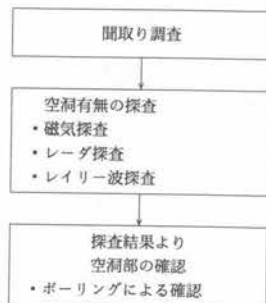 聞取り調査
空洞有無の探査
・磁気探査
・レーダ探査
・レイリー波探査
探査結果より
空洞部の確認
・ボーリングによる確認